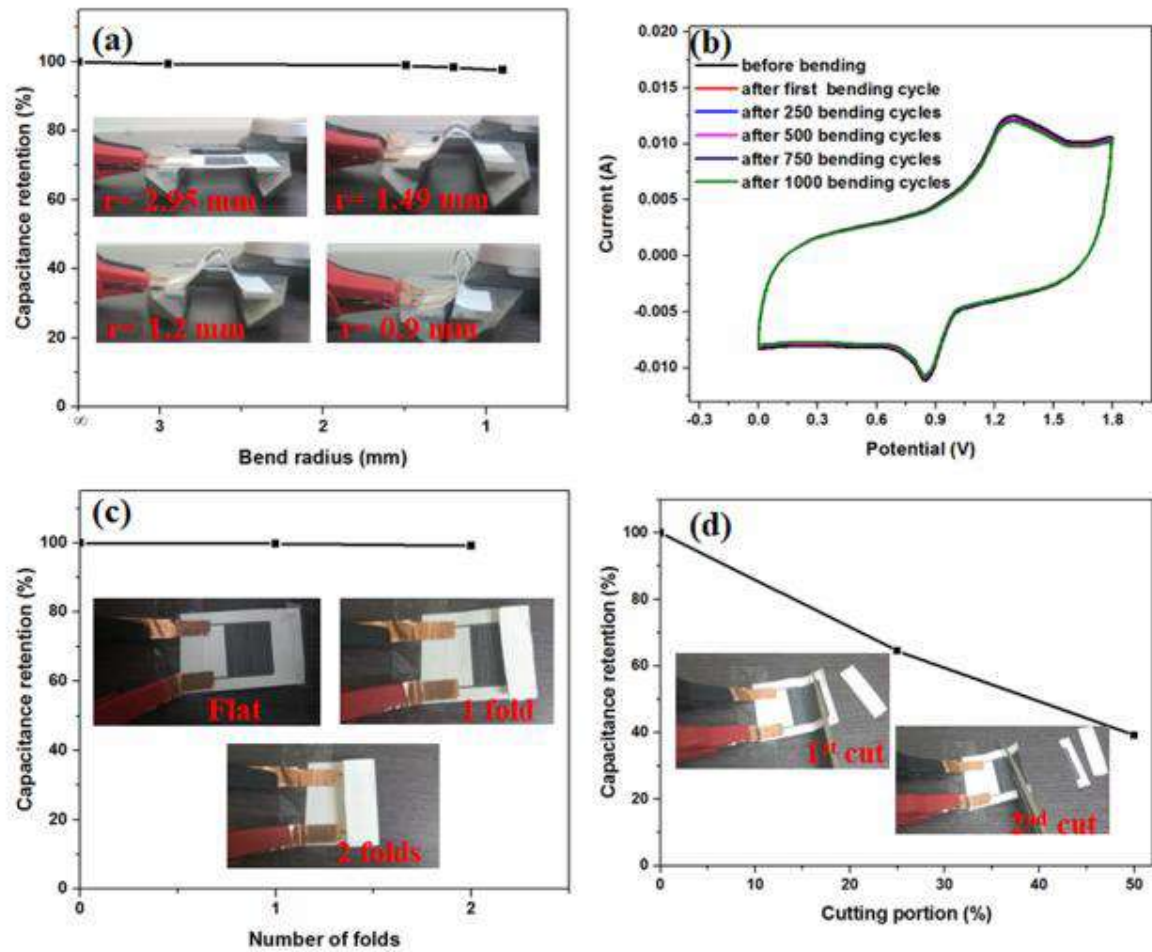 (a)
Capacitance retention (%)
100
80
60
40
20
0
r= 2.95 mm
r= 1.49 mm
r= 1.2 mm
r= 0.9 mm
∞
3
2
1
Bend radius (mm)
(b)
before bending
after first bending cycle
after 250 bending cycles
after 500 bending cycles
after 750 bending cycles
after 1000 bending cycles
Current (A)
0.020
0.015
0.010
0.005
0.000
-0.005
-0.010
-0.3 0.0 0.3 0.6 0.9 1.2 1.5 1.8
Potential (V)
(c)
Capacitance retention (%)
100
80
60
40
20
0
Flat
1 fold
2 folds
0 1 2
Number of folds
(d)
Capacitance retention (%)
100
80
60
40
20
0
1st cut
2nd cut
0 10 20 30 40 50
Cutting portion (%)